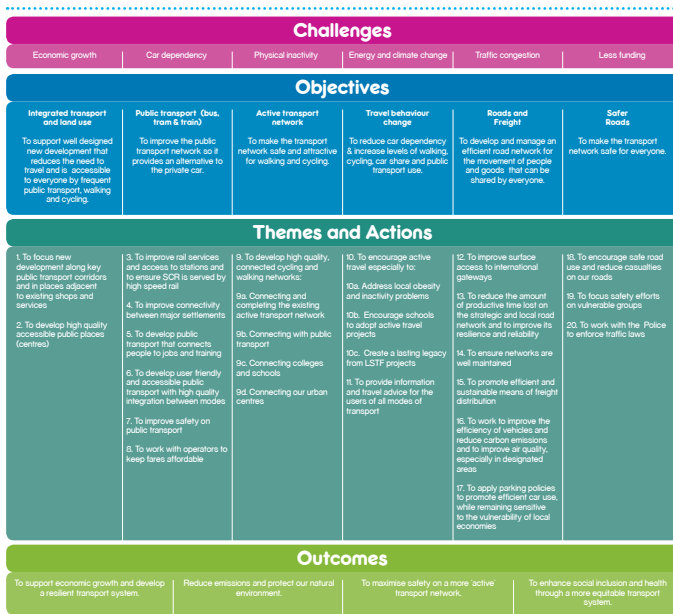 Challenges
Economic growth
Car dependency
Physical inactivity
Energy and climate change
Traffic congestion
Less funding
Objectives
Integrated transport
and land use
To support well designed
new development that
reduces the need to
travel and is accessible
to everyone by frequent
public transport, walking
and cycling.
Public transport (bus,
tram & train)
To improve the public
transport network so it
provides an alternative to
the private car.
Active transport
network
To make the transport
network safe and attractive
for walking and cycling.
Travel behaviour
change
To reduce car dependency
& increase levels of walking,
cycling, car share and public
transport use.
Roads and
Freight
To develop and manage an
efficient road network for
the movement of people
and goods that can be
shared by everyone.
Safer
Roads
To make the transport
network safe for everyone.
Themes and Actions
1. To focus new
development along key
public transport corridors
and in places adjacent
to existing shops and
services
2. To develop high quality
accessible public places
(centres)
3. To improve rail services
and access to stations and
to ensure SCR is served by
high speed rail
4. To improve connectivity
between major settlements
5. To develop public
transport that connects
people to jobs and training
6. To develop user friendly
and accessible public
transport with high quality
integration between modes
7. To improve safety on
public transport
8. To work with operators to
keep fares affordable
9. To develop high quality,
connected cycling and
walking networks:
9a. Connecting and
completing the existing
active transport network
9b. Connecting with public
transport
9c. Connecting colleges
and schools
9d. Connecting our urban
centres
10. To encourage active
travel especially to:
10a. Address local obesity
and inactivity problems
10b. Encourage schools
to adopt active travel
projects
10c. Create a lasting legacy
from LSTF projects
11. To provide information
and travel advice for the
users of all modes of
transport
12. To improve surface
access to international
gateways
13. To reduce the amount
of productive time lost on
the strategic and local road
network and to improve its
resilience and reliability
14. To ensure networks are
well maintained
15. To promote efficient and
sustainable means of freight
distribution
16. To work to improve the
efficiency of vehicles and
reduce carbon emissions
and to improve air quality,
especially in designated
areas
17. To apply parking policies
to promote efficient car use,
while remaining sensitive
to the vulnerability of local
economies
18. To encourage safe road
use and reduce casualties
on our roads
19. To focus safety efforts
on vulnerable groups
20. To work with the Police
to enforce traffic laws
Outcomes
To support economic growth and develop
a resilient transport system.
Reduce emissions and protect our natural
environment.
To maximise safety on a more 'active'
transport network.
To enhance social inclusion and health
through a more equitable transport
system.